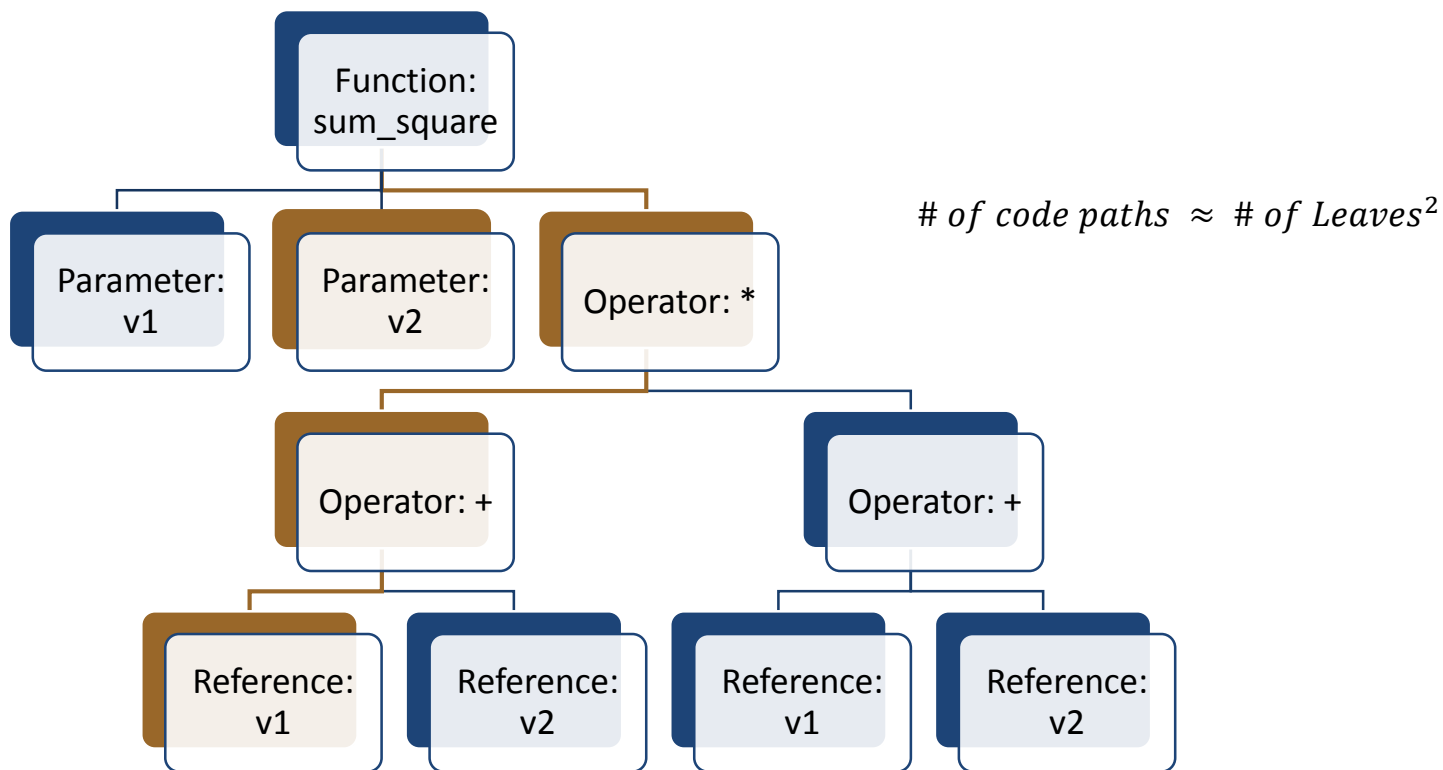 Function:
sum_square
# of code paths ≈ # of Leaves²
Parameter:
v1
Parameter:
v2
Operator: *
Operator: +
Operator: +
Reference:
v1
Reference:
v2
Reference:
v1
Reference:
v2